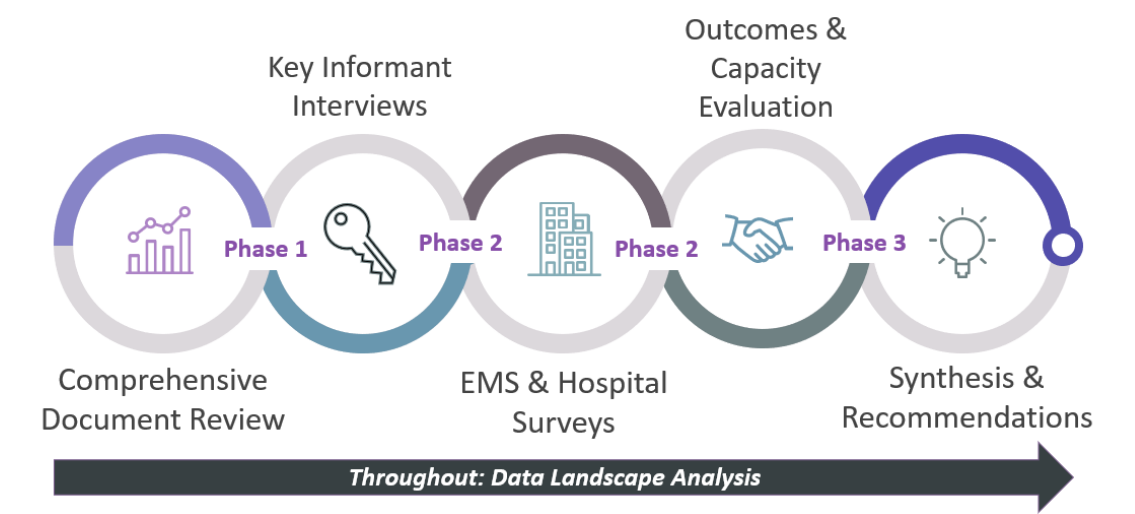 Key Informant
Interviews
Outcomes &
Capacity
Evaluation
Phase 1
Phase 2
Phase 2
Phase 3
Comprehensive
Document Review
EMS & Hospital
Surveys
Synthesis &
Recommendations
Throughout: Data Landscape Analysis